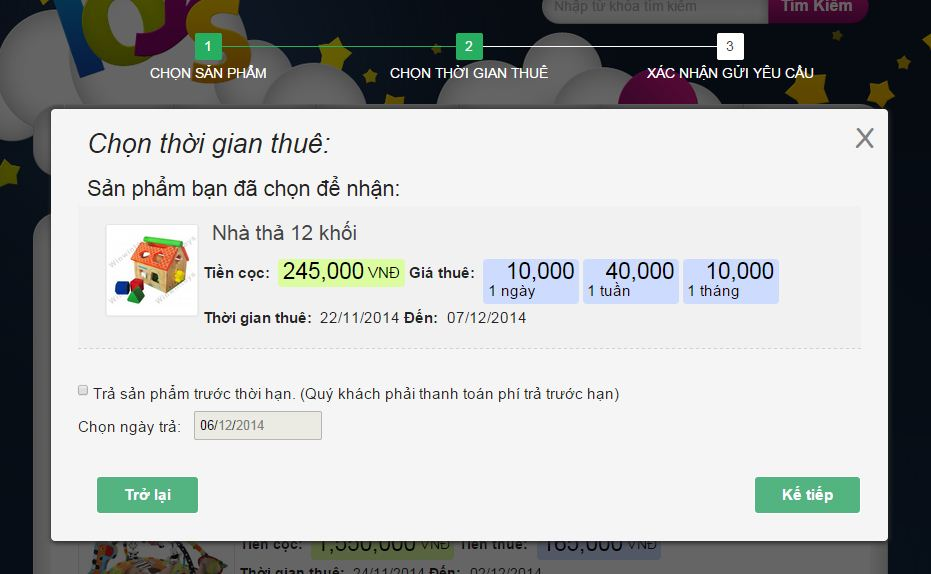 Nhập từ khóa tìm kiếm
Tìm Kiếm
1
2
3
CHỌN SẢN PHẨM
CHỌN THỜI GIAN THUÊ
XÁC NHẬN GỬI YÊU CẦU
Chọn thời gian thuê:
X
Sản phẩm bạn đã chọn để nhận:
Nhà thả 12 khối
Tiền cọc: 245,000 VNĐ Giá thuê: 10,000 40,000 10,000
1 ngày 1 tuần 1 tháng
Thời gian thuê: 22/11/2014 Đến: 07/12/2014
Trả sản phẩm trước thời hạn. (Quý khách phải thanh toán phí trả trước hạn)
Chọn ngày trả: 06/12/2014
Trở lại
Kế tiếp
Tiền cọc: 1,550,000 VNĐ Tiền thuê: 165,000 VNĐ
Thời gian thuê: 24/11/2014 Đến: 02/12/2014